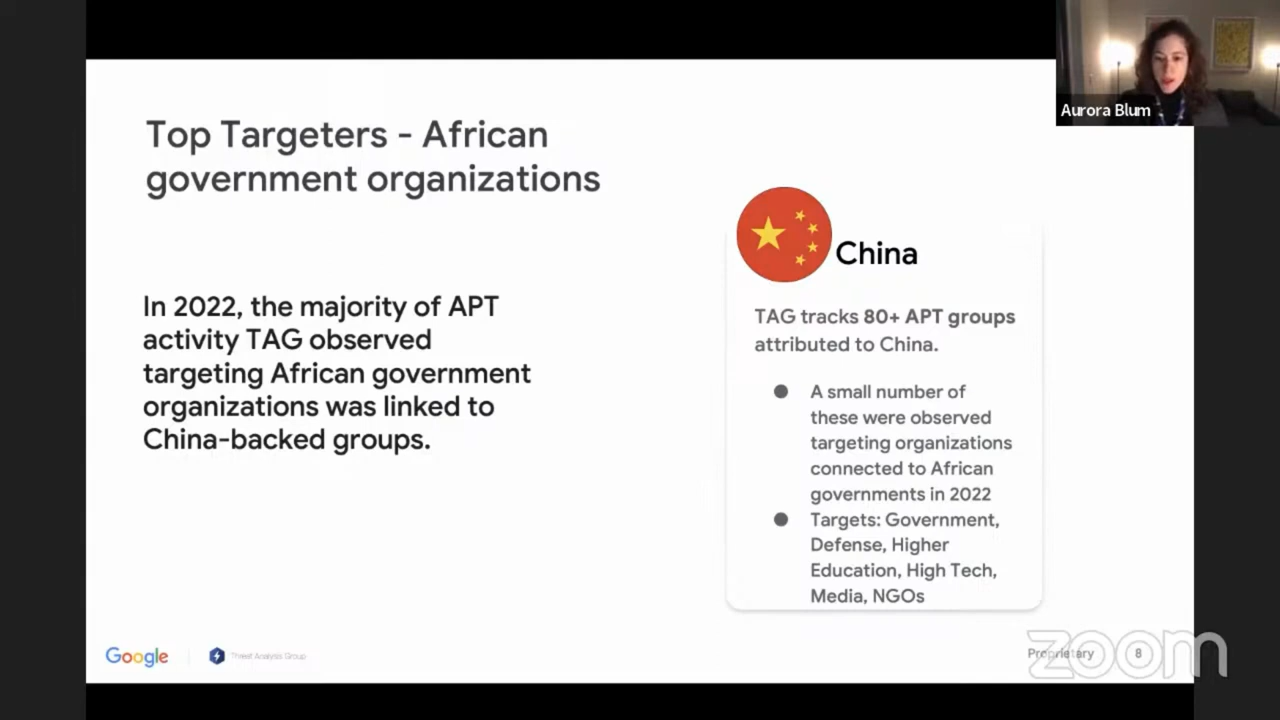 Aurora Blum
Top Targeters - African
government organizations
In 2022, the majority of APT
activity TAG observed
targeting African government
organizations was linked to
China-backed groups.
China
TAG tracks 80+ APT groups
attributed to China.
● A small number of
these were observed
targeting organizations
connected to African
governments in 2022
● Targets: Government,
Defense, Higher
Education, High Tech,
Media, NGOs
Google
Threat Analysis Group
Proprietary
8
zoom